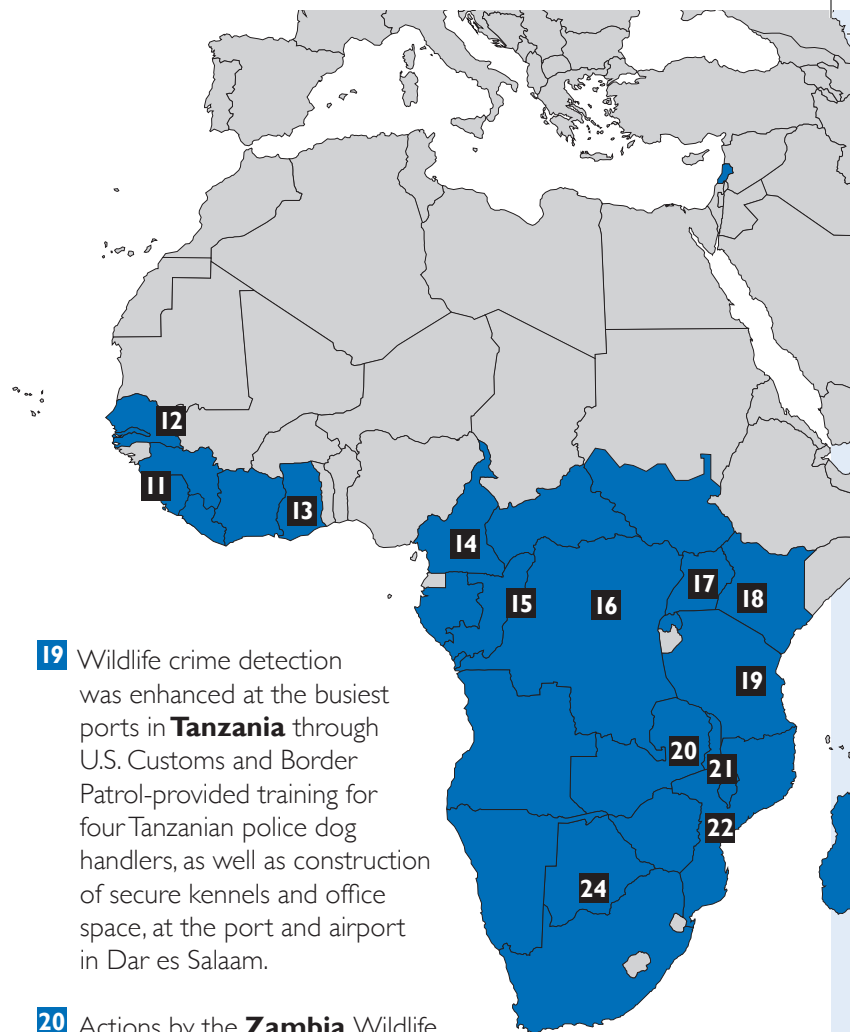 12
11
13
14
15
16
17
18
19
20
21
22
24
19 Wildlife crime detection
was enhanced at the busiest
ports in Tanzania through
U.S. Customs and Border
Patrol-provided training for
four Tanzanian police dog
handlers, as well as construction
of secure kennels and office
space, at the port and airport
in Dar es Salaam.
20 Actions by the Zambia Wildlife